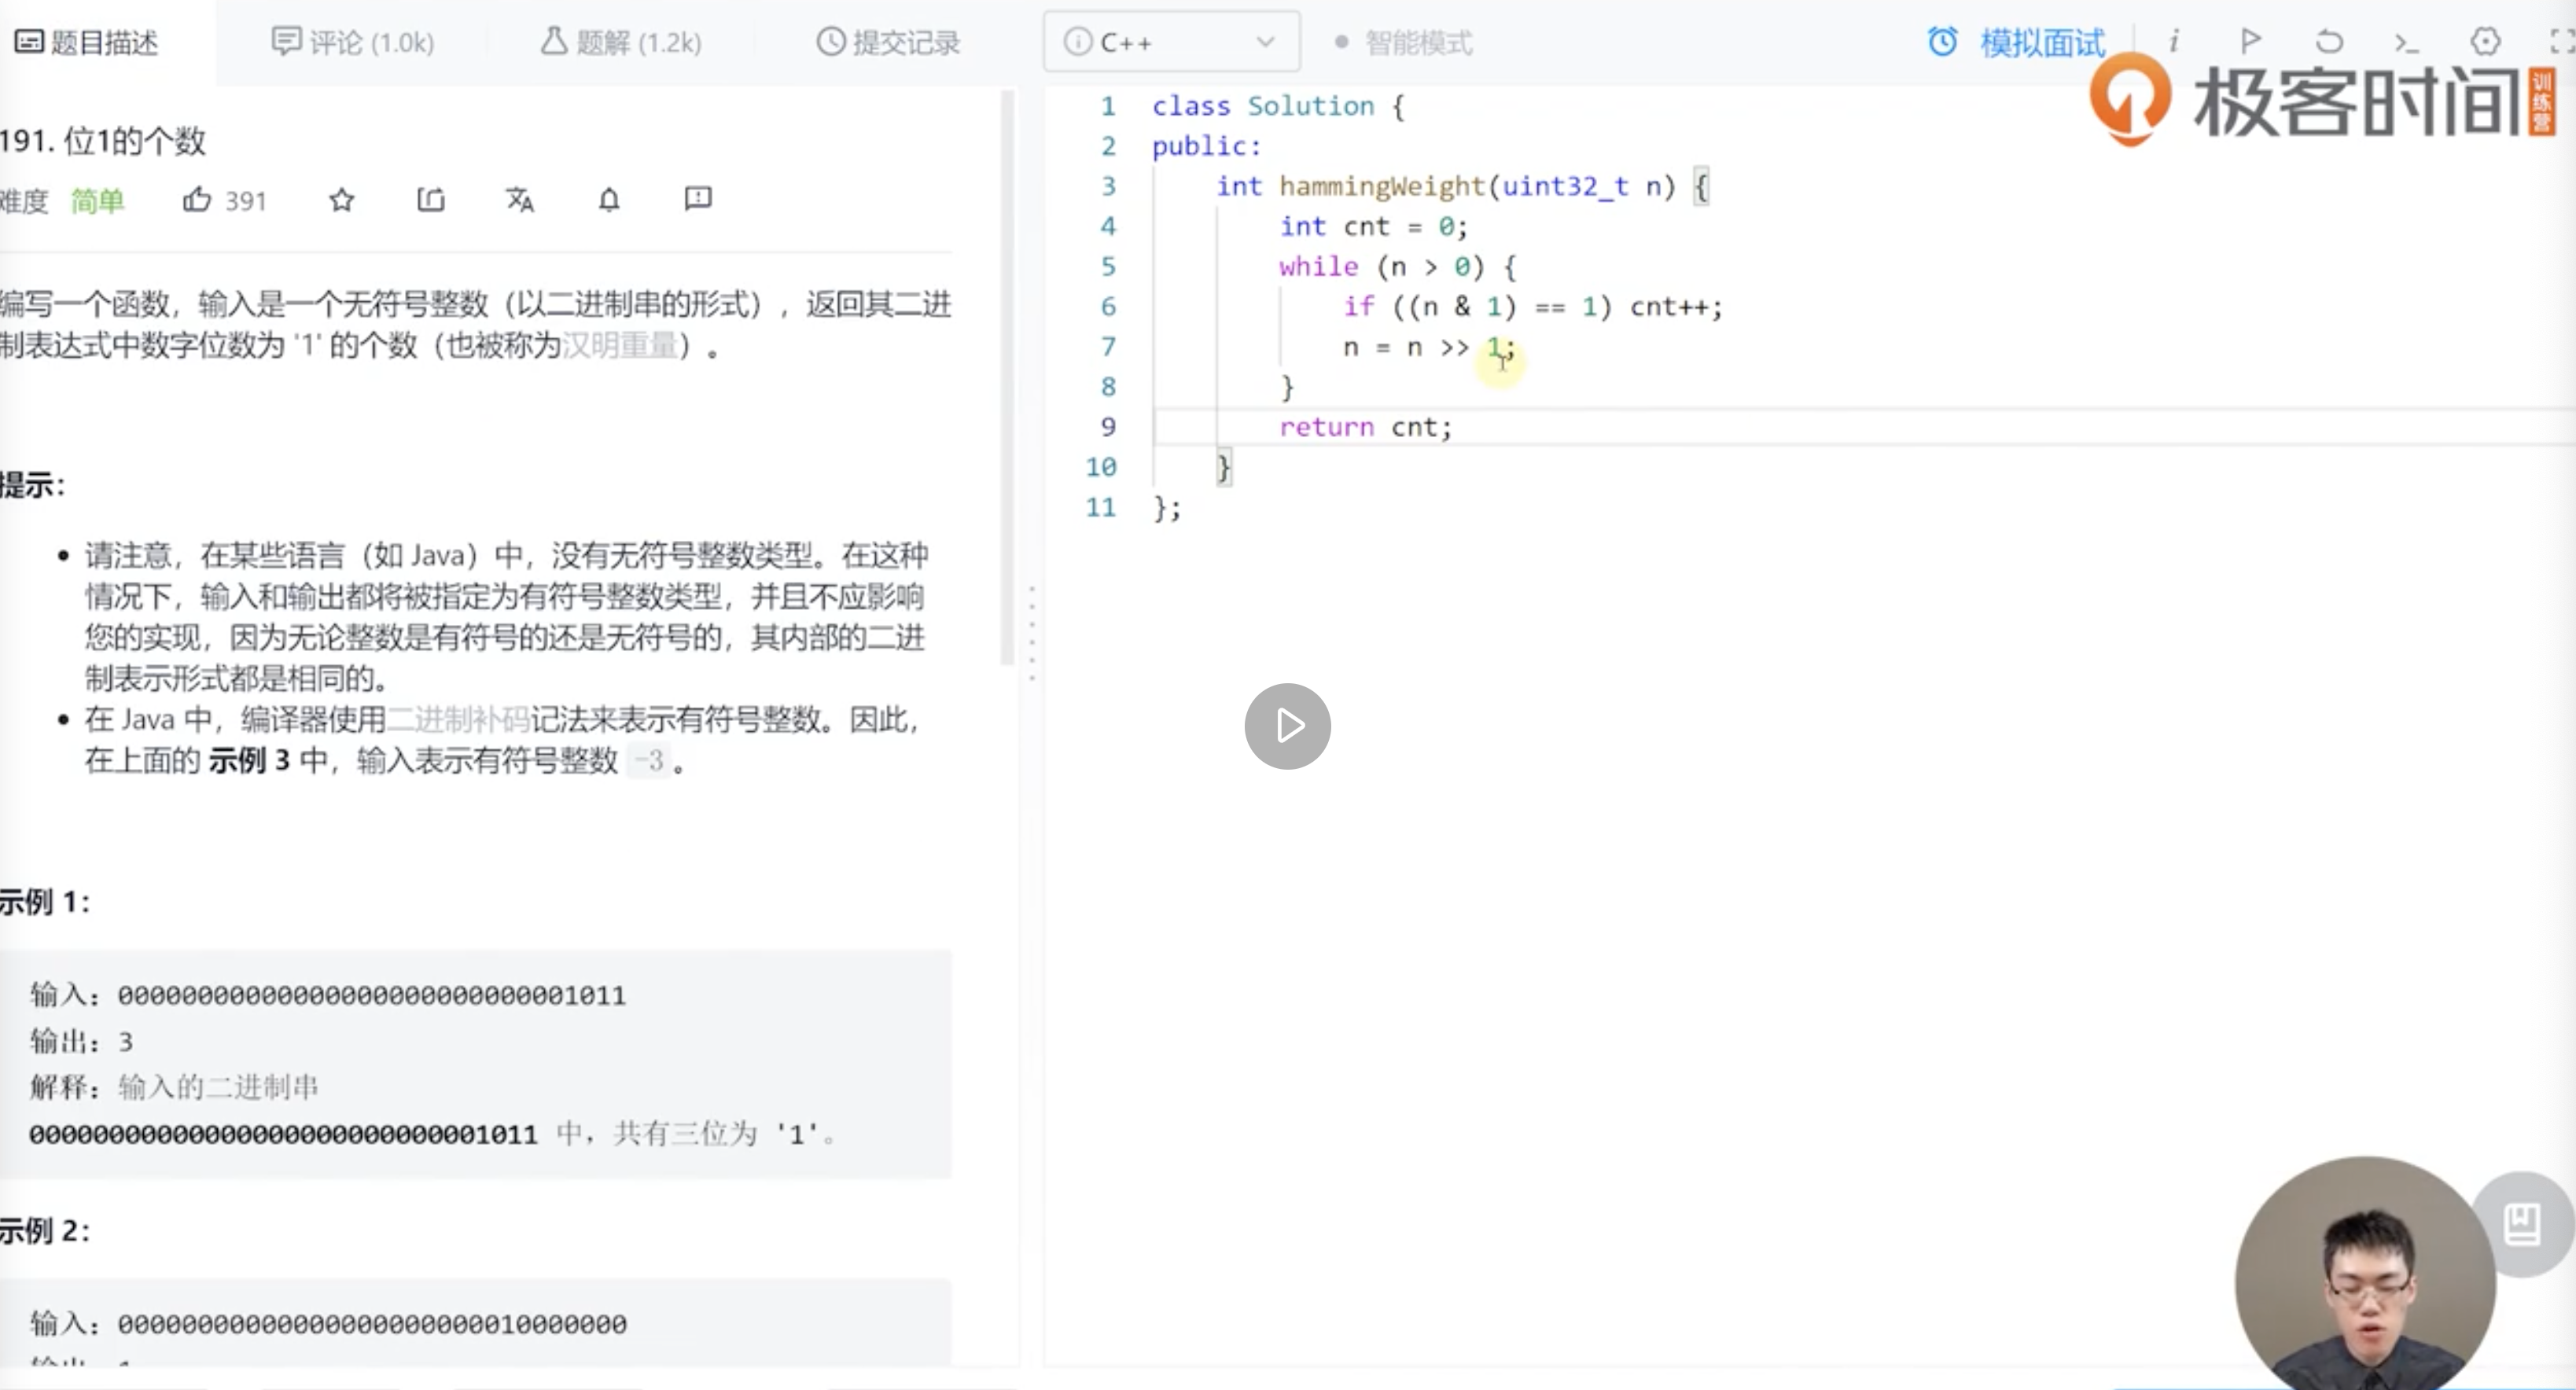 题目描述
评论 (1.0k)
题解 (1.2k)
提交记录
C++
智能模式
模拟面试
极客时间
训练营
191. 位1的个数
难度 简单 391
编写一个函数，输入是一个无符号整数（以二进制串的形式），返回其二进
制表达式中数字位数为 '1' 的个数（也被称为汉明重量）。
提示：
请注意，在某些语言（如 Java）中，没有无符号整数类型。在这种
情况下，输入和输出都将被指定为有符号整数类型，并且不应影响
您的实现，因为无论整数是有符号的还是无符号的，其内部的二进
制表示形式都是相同的。
在 Java 中，编译器使用二进制补码记法来表示有符号整数。因此，
在上面的 示例 3 中，输入表示有符号整数 -3。
示例 1：
输入：00000000000000000000000000001011
输出：3
解释：输入的二进制串
00000000000000000000000000001011 中，共有三位为 '1'。
示例 2：
输入：00000000000000000000000010000000
1 class Solution {
2 public:
3 int hammingWeight(uint32_t n) {
4 int cnt = 0;
5 while (n > 0) {
6 if ((n & 1) == 1) cnt++;
7 n = n >> 1;
8 }
9 return cnt;
10 }
11 };